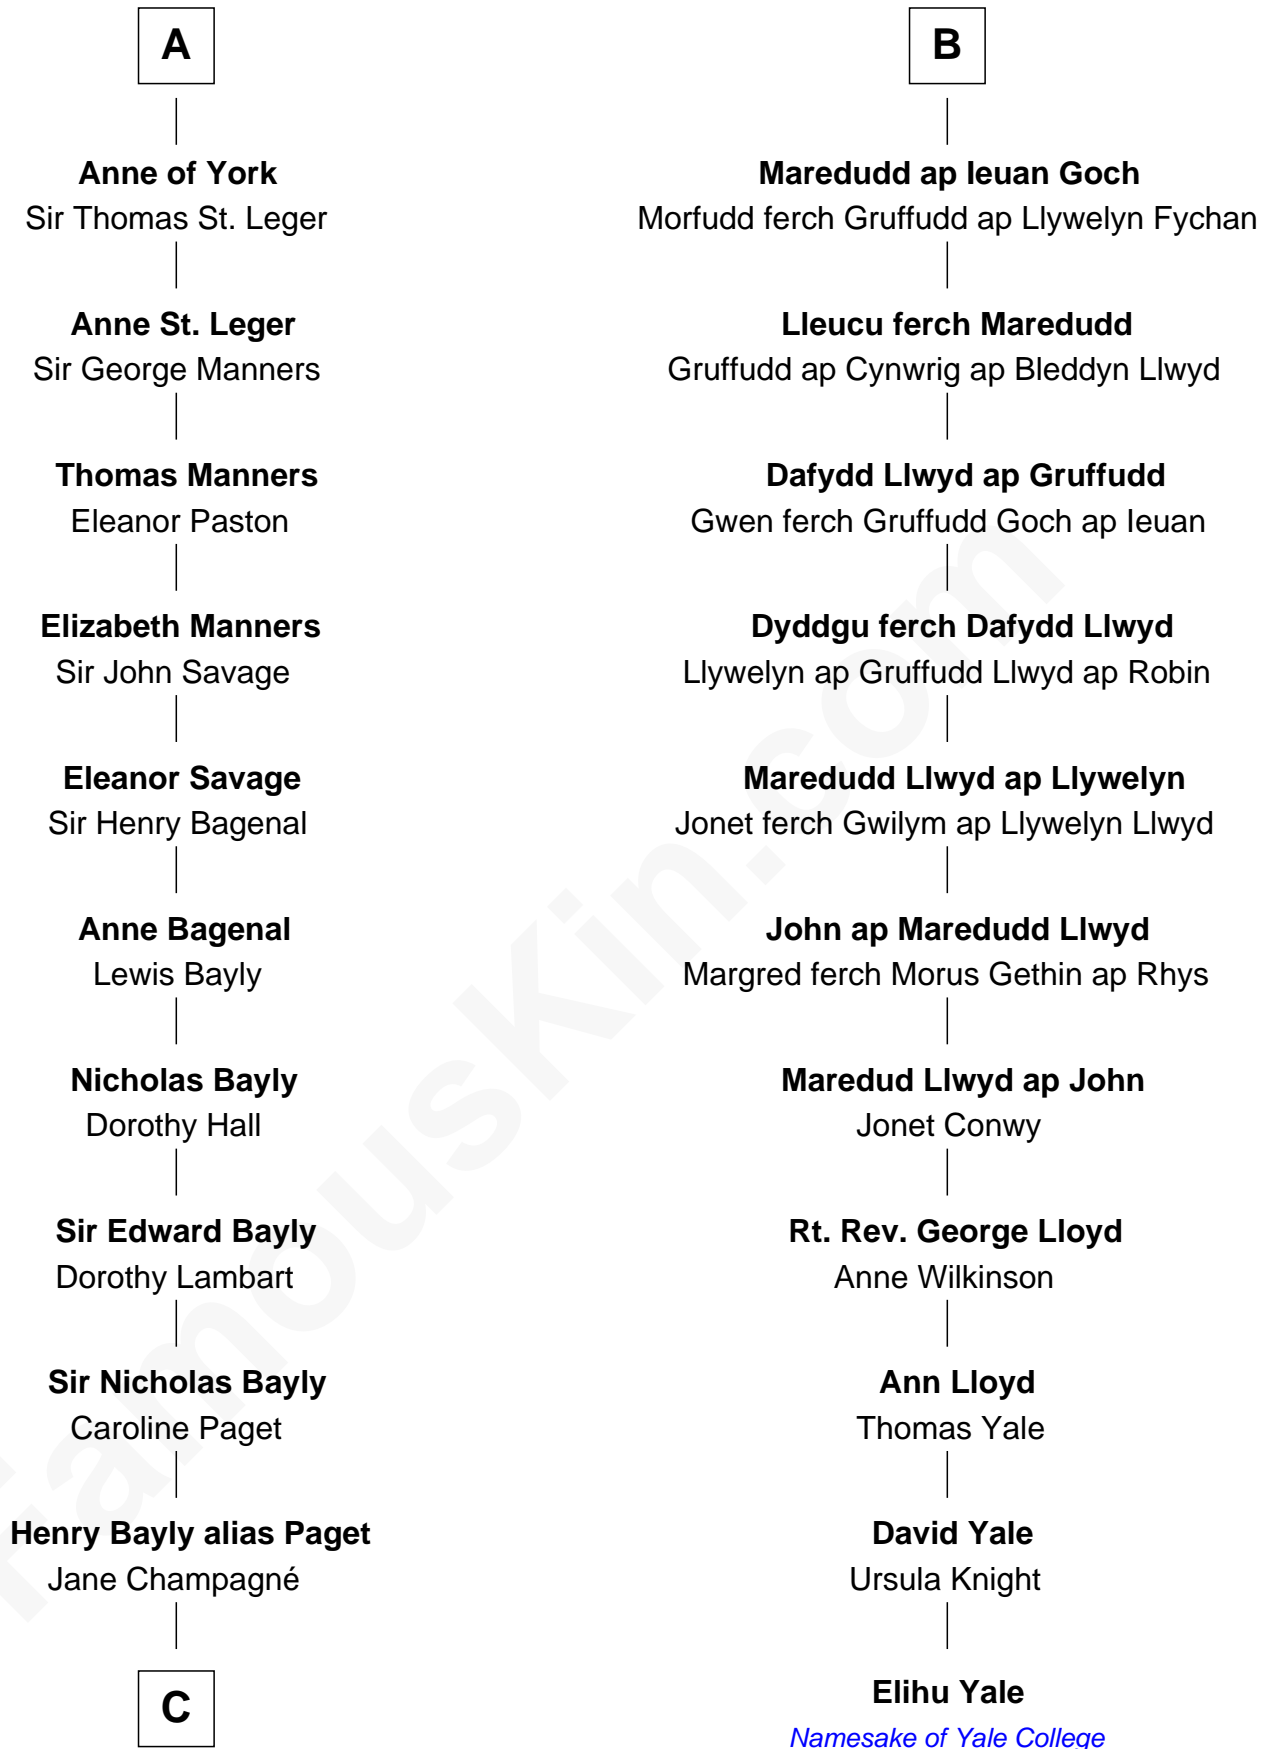 A
Anne of York
Sir Thomas St. Leger
Anne St. Leger
Sir George Manners
Thomas Manners
Eleanor Paston
Elizabeth Manners
Sir John Savage
Eleanor Savage
Sir Henry Bagenal
Anne Bagenal
Lewis Bayly
Nicholas Bayly
Dorothy Hall
Sir Edward Bayly
Dorothy Lambart
Sir Nicholas Bayly
Caroline Paget
Henry Bayly alias Paget
Jane Champagné
C
B
Maredudd ap Ieuan Goch
Morfudd ferch Gruffudd ap Llywelyn Fychan
Lleucu ferch Maredudd
Gruffudd ap Cynwrig ap Bleddyn Llwyd
Dafydd Llwyd ap Gruffudd
Gwen ferch Gruffudd Goch ap Ieuan
Dyddgu ferch Dafydd Llwyd
Llywelyn ap Gruffudd Llwyd ap Robin
Maredudd Llwyd ap Llywelyn
Jonet ferch Gwilym ap Llywelyn Llwyd
John ap Maredudd Llwyd
Margred ferch Morus Gethin ap Rhys
Maredud Llwyd ap John
Jonet Conwy
Rt. Rev. George Lloyd
Anne Wilkinson
Ann Lloyd
Thomas Yale
David Yale
Ursula Knight
Elihu Yale
Namesake of Yale College
FamousKin.com